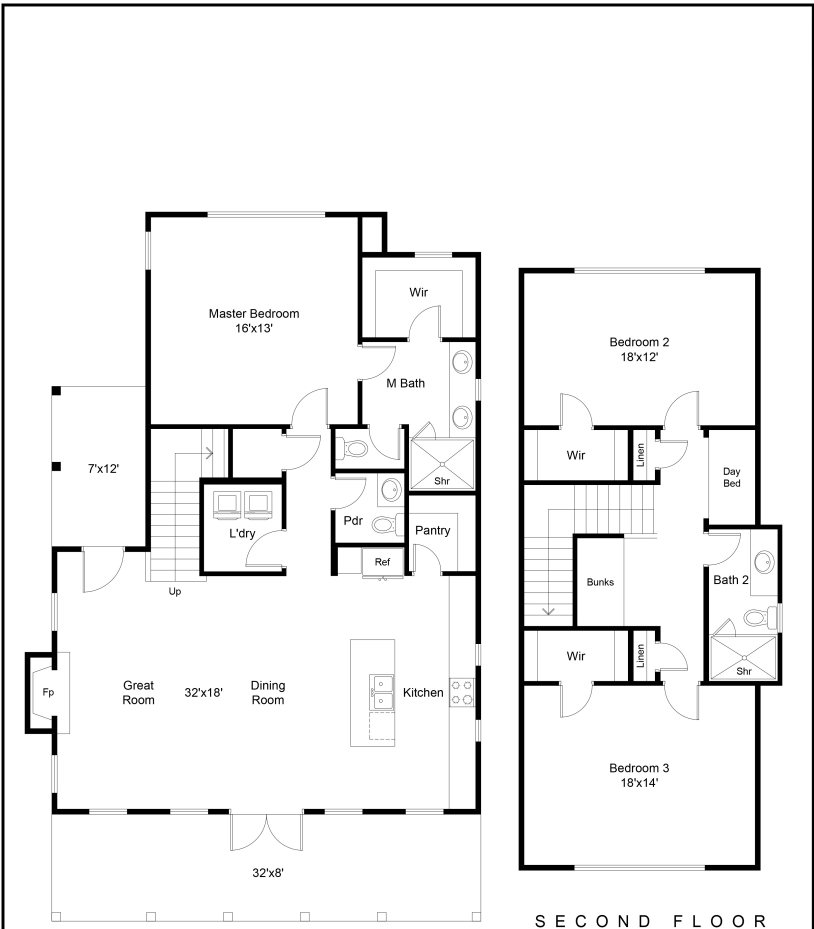 Master Bedroom
16'x13'
Wir
M Bath
Shr
7'x12'
L'dry
Pdr
Pantry
Ref
Up
Fp
Great
Room
32'x18'
Dining
Room
Kitchen
32'x8'
Bedroom 2
18'x12'
Wir
Linen
Day
Bed
Bunks
Bath 2
Wir
Linen
Shr
Bedroom 3
18'x14'
SECOND FLOOR